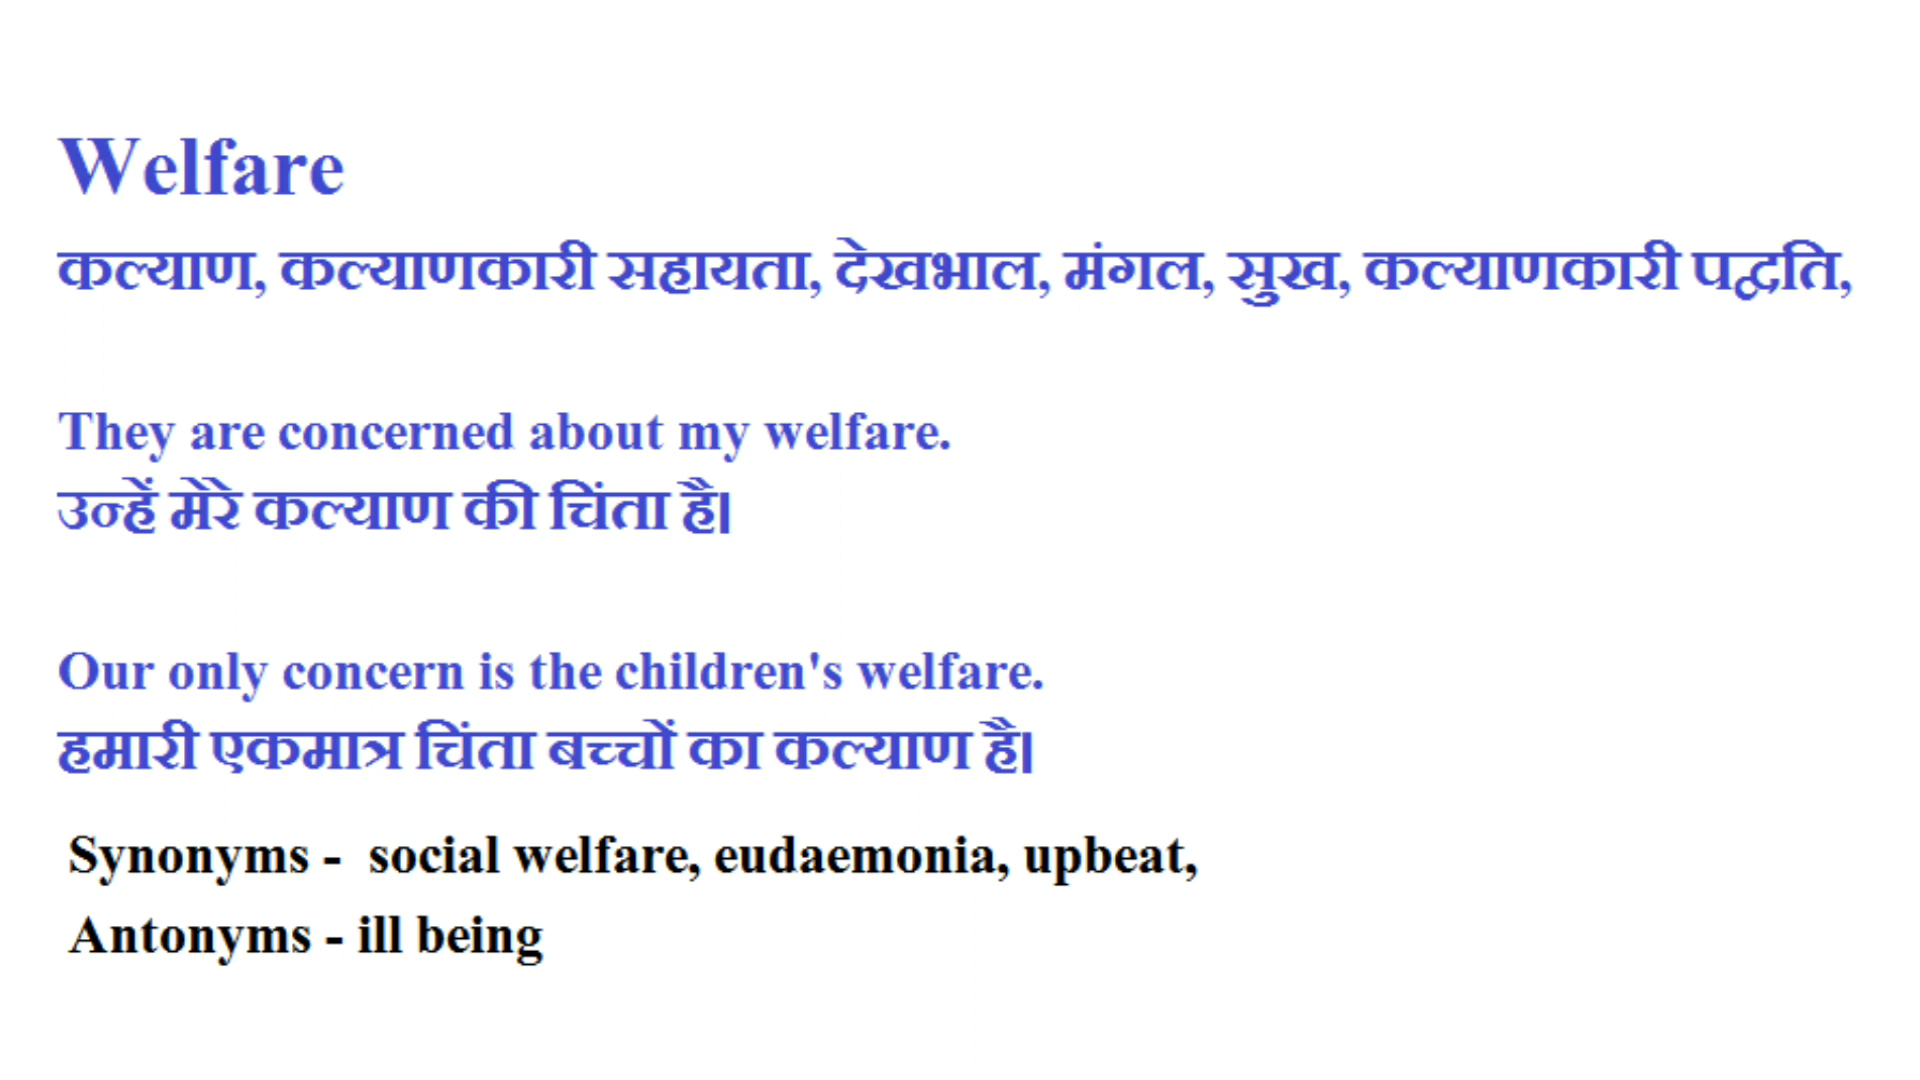 Welfare
कल्याण, कल्याणकारी सहायता, देखभाल, मंगल, सुख, कल्याणकारी पद्वति,
They are concerned about my welfare.
उन्हें मेरे कल्याण की चिंता है।
Our only concern is the children's welfare.
हमारी एकमात्र चिंता बच्चों का कल्याण है।
Synonyms - social welfare, eudaemonia, upbeat,
Antonyms - ill being